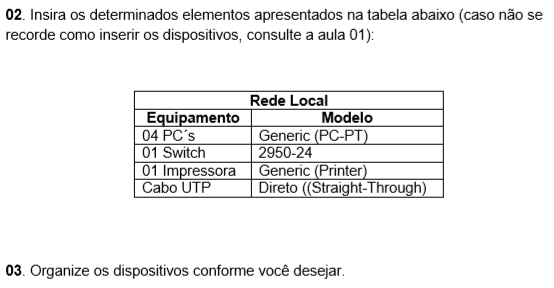 02. Insira os determinados elementos apresentados na tabela abaixo (caso não se
recorde como inserir os dispositivos, consulte a aula 01):
Rede Local
Equipamento Modelo
04 PC´s Generic (PC-PT)
01 Switch 2950-24
01 Impressora Generic (Printer)
Cabo UTP Direto ((Straight-Through)
03. Organize os dispositivos conforme você desejar.